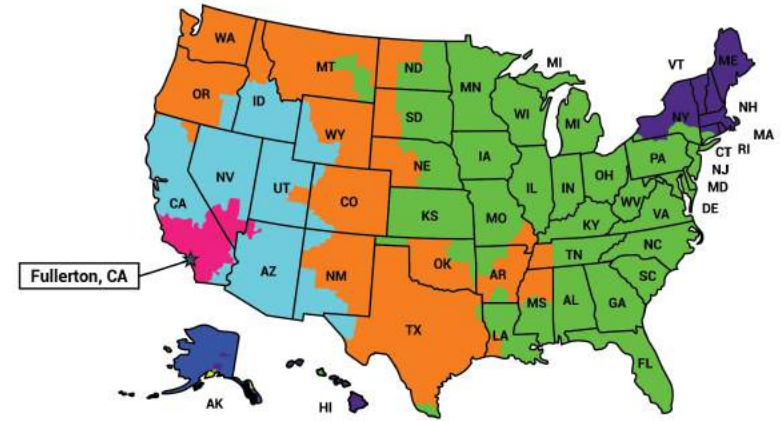 WA
MT
ND
MN
MI
VT
ME
OR
ID
WY
SD
WI
MI
NY
NH
MA
NV
UT
CO
NE
IA
IL
IN
OH
PA
CT
RI
NJ
MD
DE
CA
KS
MO
KY
WV
VA
Fullerton, CA
AZ
NM
OK
AR
TN
NC
SC
TX
LA
MS
AL
GA
FL
AK
HI